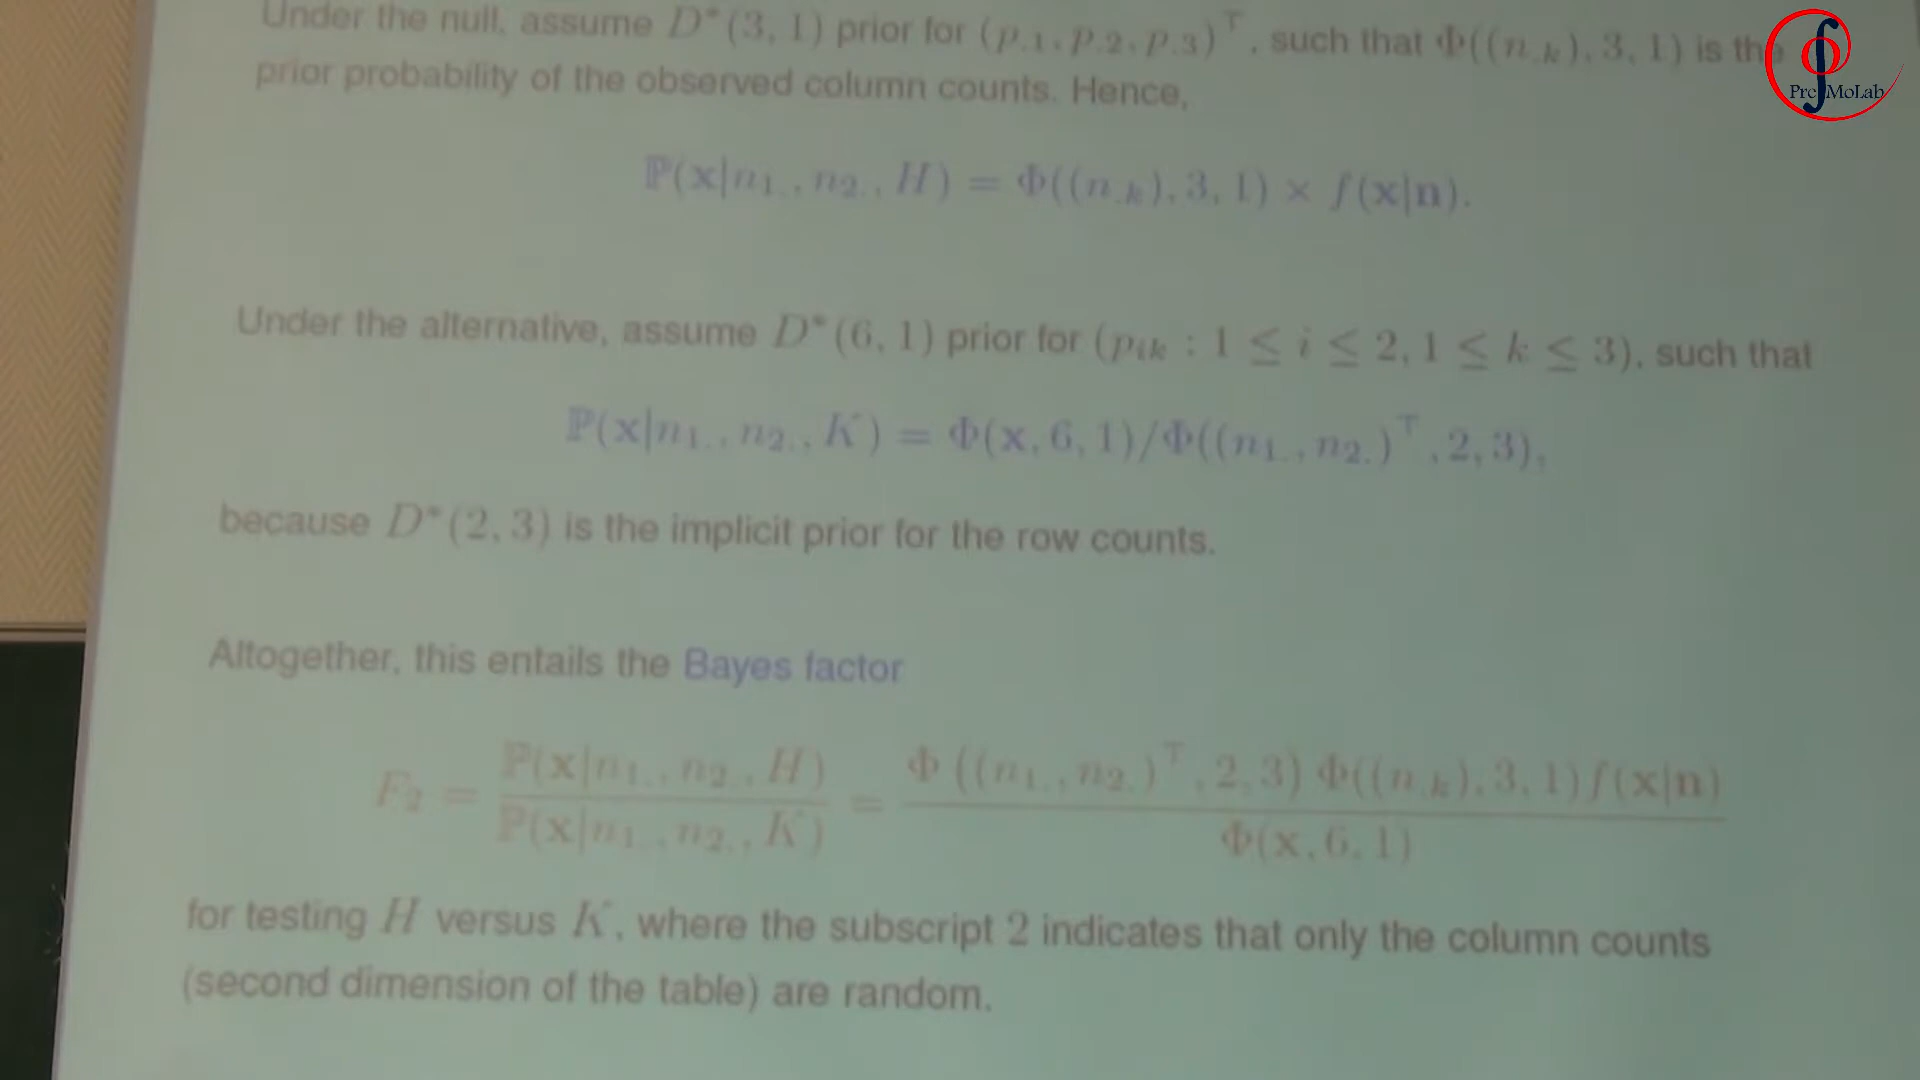 Under the null, assume D*(3, 1) prior for (p.1, p.2, p.3)⊤, such that Φ((n.k), 3, 1) is the
prior probability of the observed column counts. Hence,
ℙ(x|n1., n2., H) = Φ((n.k), 3, 1) × f(x|n).
Under the alternative, assume D*(6, 1) prior for (pik : 1 ≤ i ≤ 2, 1 ≤ k ≤ 3), such that
ℙ(x|n1., n2., K) = Φ(x, 6, 1)/Φ((n1., n2.)⊤, 2, 3),
because D*(2, 3) is the implicit prior for the row counts.
Altogether, this entails the Bayes factor
F2 = ℙ(x|n1., n2., H) / ℙ(x|n1., n2., K) = Φ ((n1., n2.)⊤, 2, 3) Φ((n.k), 3, 1) f(x|n) / Φ(x, 6, 1)
for testing H versus K, where the subscript 2 indicates that only the column counts
(second dimension of the table) are random.
PreMoLab